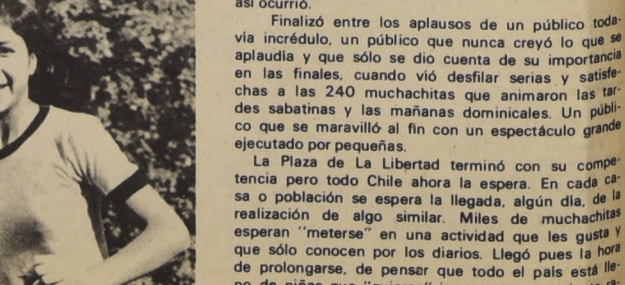 así ocurrió.
Finalizó entre los aplausos de un público toda-
vía incrédulo, un público que nunca creyó lo que se
aplaudía y que sólo se dio cuenta de su importancia
en las finales, cuando vió desfilar serias y satisfe-
chas a las 240 muchachitas que animaron las tar-
des sabatinas y las mañanas dominicales. Un públi-
co que se maravilló al fin con un espectáculo grande
ejecutado por pequeñas.
La Plaza de La Libertad terminó con su compe-
tencia pero todo Chile ahora la espera. En cada ca-
sa o población se espera la llegada, algún día, de la
realización de algo similar. Miles de muchachitas
esperan "meterse" en una actividad que les gusta y
que sólo conocen por los diarios. Llegó pues la hora
de prolongarse, de pensar que todo el país está lle-
no de niñas que